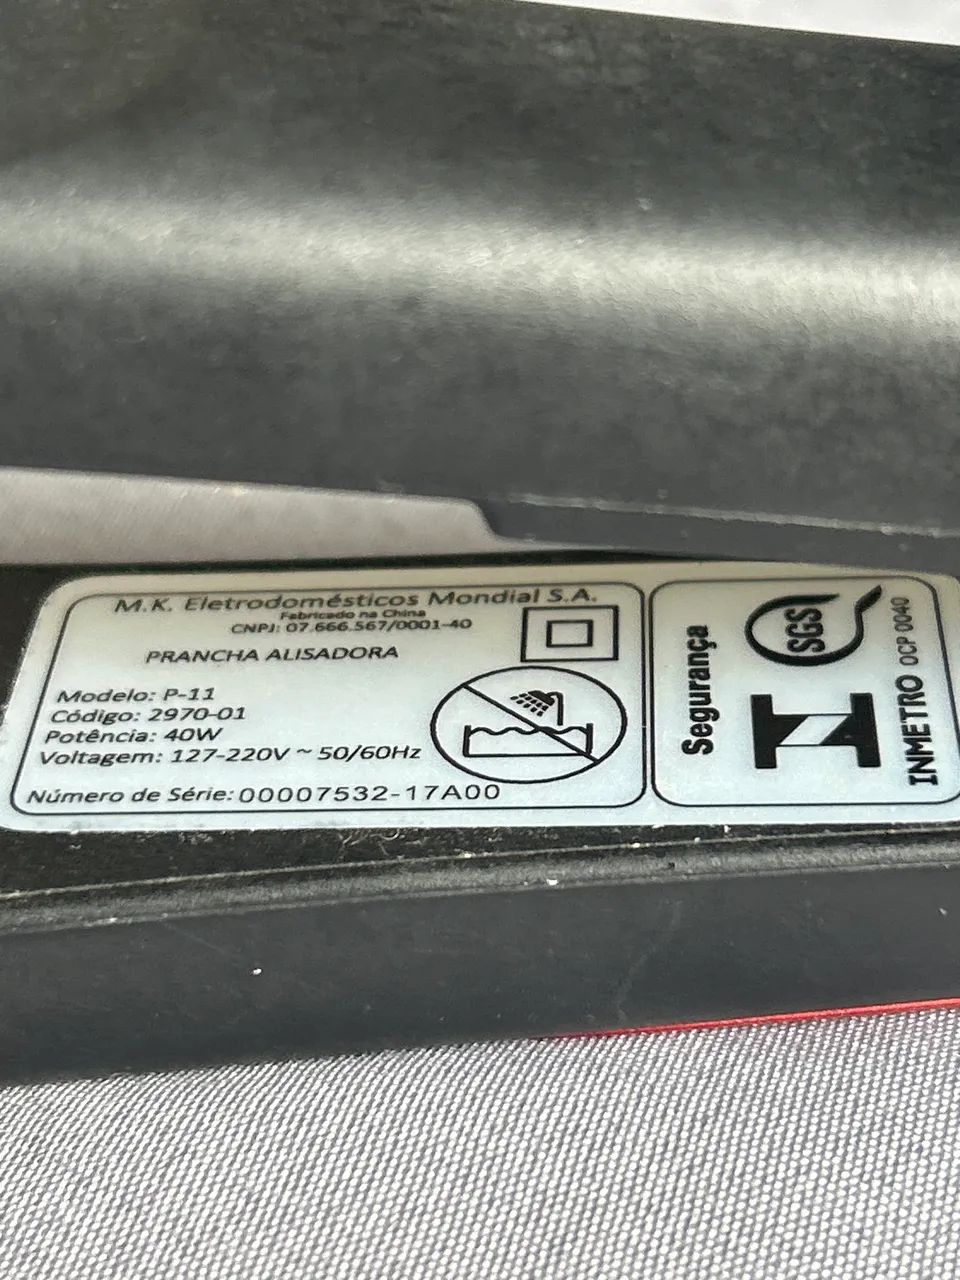 M.K. Eletrodomésticos Mondial S.A.
Fabricado na China
CNPJ: 07.666.567/0001-40
PRANCHA ALISADORA
Modelo: P-11
Código: 2970-01
Potência: 40W
Voltagem: 127-220V ~ 50/60Hz
Número de Série: 00007532-17A00
Segurança
SGS
INMETRO OCP 0040